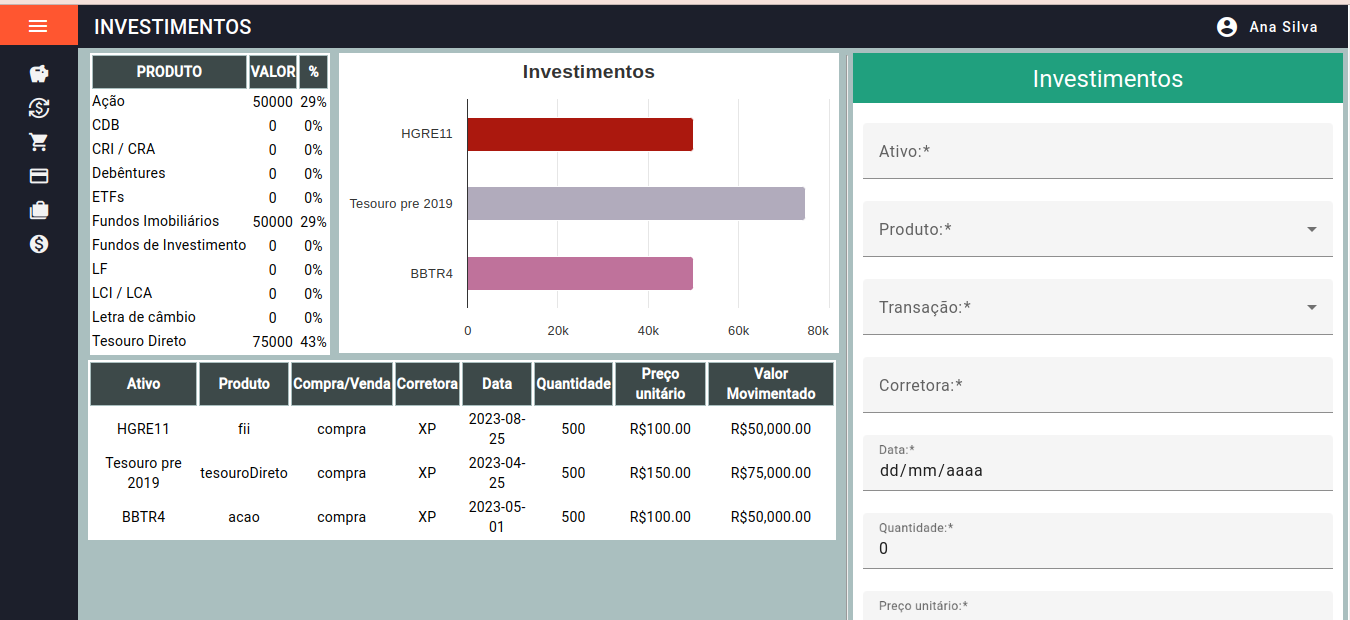 INVESTIMENTOS
Ana Silva
PRODUTO VALOR %
Ação 50000 29%
CDB 0 0%
CRI / CRA 0 0%
Debêntures 0 0%
ETFs 0 0%
Fundos Imobiliários 50000 29%
Fundos de Investimento 0 0%
LF 0 0%
LCI / LCA 0 0%
Letra de câmbio 0 0%
Tesouro Direto 75000 43%
Investimentos
HGRE11
Tesouro pre 2019
BBTR4
0 20k 40k 60k 80k
Ativo Produto Compra/Venda Corretora Data Quantidade Preço unitário Valor Movimentado
HGRE11 fii compra XP 2023-08-25 500 R$100.00 R$50,000.00
Tesouro pre 2019 tesouroDireto compra XP 2023-04-25 500 R$150.00 R$75,000.00
BBTR4 acao compra XP 2023-05-01 500 R$100.00 R$50,000.00
Investimentos
Ativo:*
Produto:*
Transação:*
Corretora:*
Data:*
dd/mm/aaaa
Quantidade:*
0
Preço unitário:*